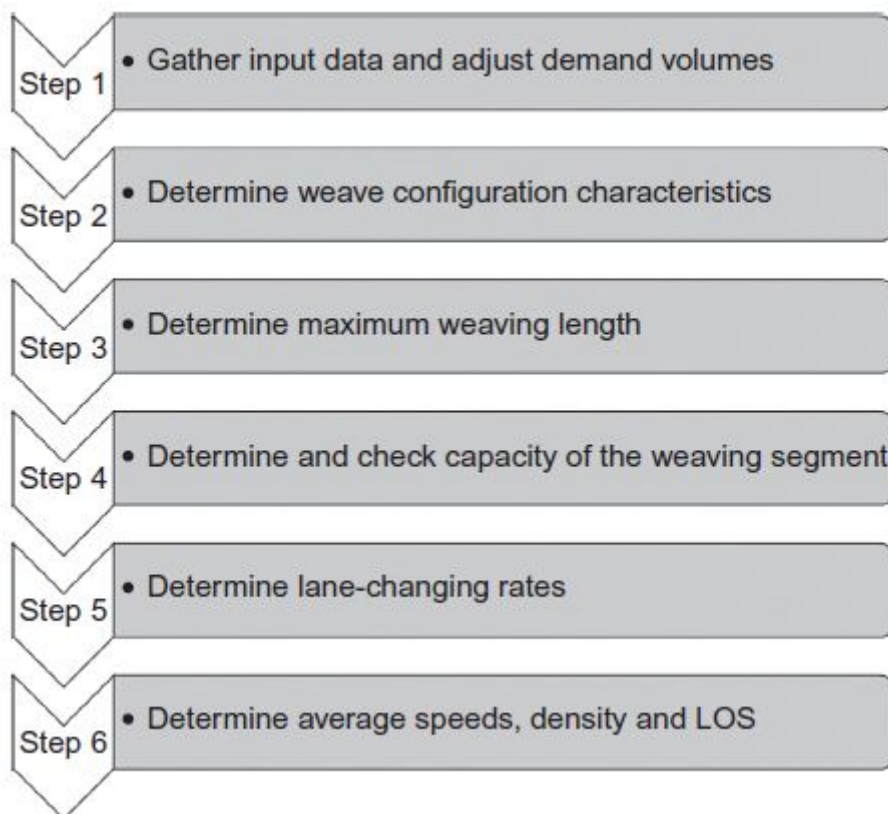 Step 1
• Gather input data and adjust demand volumes
Step 2
• Determine weave configuration characteristics
Step 3
• Determine maximum weaving length
Step 4
• Determine and check capacity of the weaving segment
Step 5
• Determine lane-changing rates
Step 6
• Determine average speeds, density and LOS